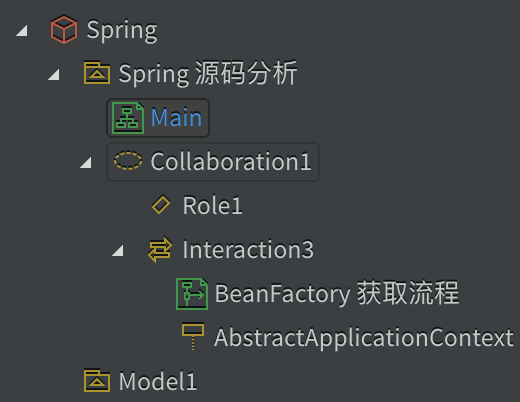 Spring
Spring 源码分析
Main
Collaboration1
Role1
Interaction3
BeanFactory 获取流程
AbstractApplicationContext
Model1